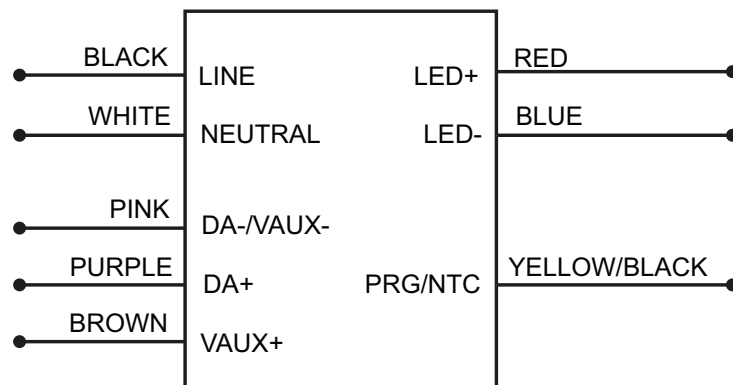 BLACK
LINE
WHITE
NEUTRAL
PINK
DA-/VAUX-
PURPLE
DA+
BROWN
VAUX+
LED+
RED
LED-
BLUE
PRG/NTC
YELLOW/BLACK